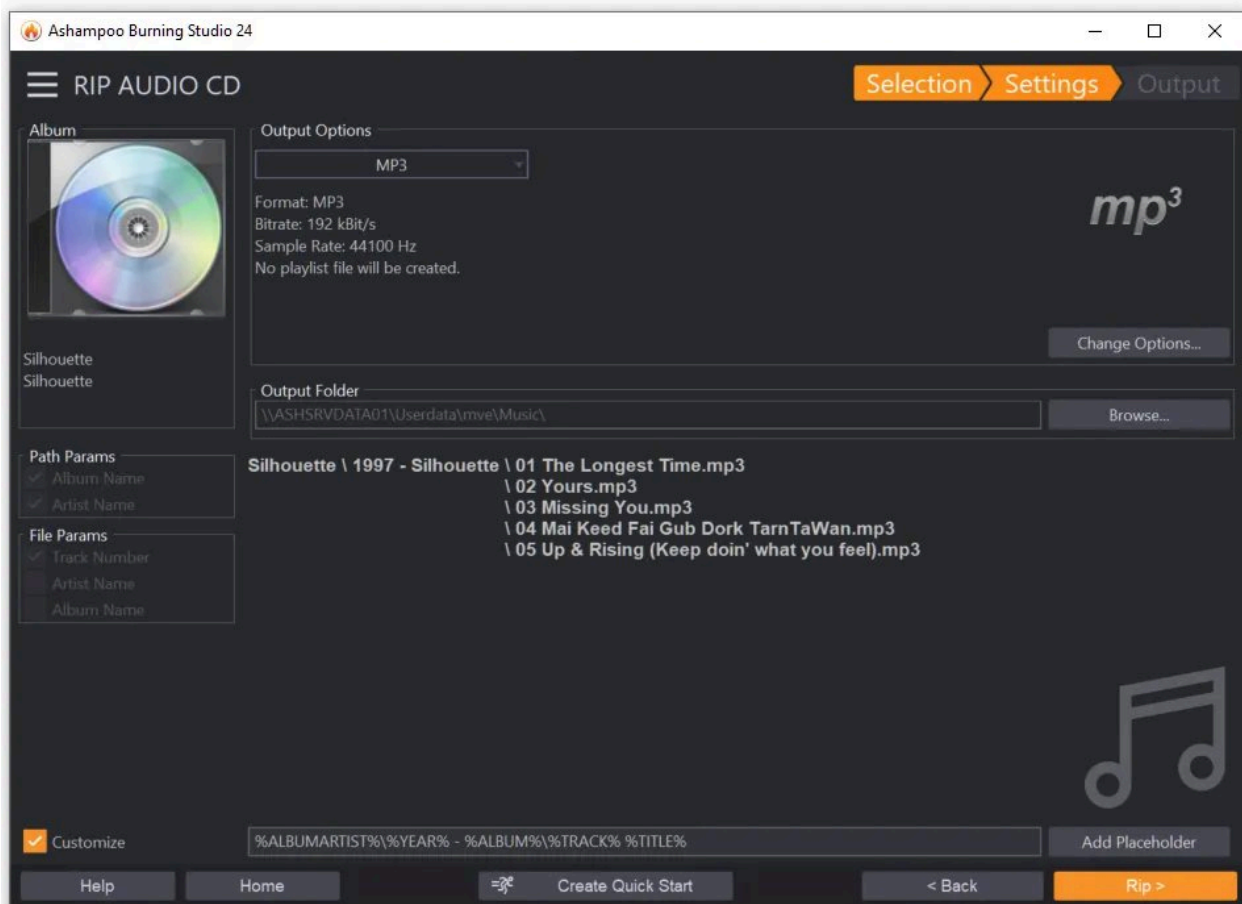 Ashampoo Burning Studio 24
RIP AUDIO CD
Selection
Settings
Output
Album
Silhouette
Silhouette
Output Options
MP3
Format: MP3
Bitrate: 192 kBit/s
Sample Rate: 44100 Hz
No playlist file will be created.
mp3
Change Options...
Output Folder
\\ASHSRVDATA01\Userdata\mve\Music\
Browse...
Path Params
Album Name
Artist Name
File Params
Track Number
Artist Name
Album Name
Silhouette \ 1997 - Silhouette \ 01 The Longest Time.mp3
\ 02 Yours.mp3
\ 03 Missing You.mp3
\ 04 Mai Keed Fai Gub Dork TarnTaWan.mp3
\ 05 Up & Rising (Keep doin' what you feel).mp3
Customize
%ALBUMARTIST%\%YEAR% - %ALBUM%\%TRACK% %TITLE%
Add Placeholder
Help
Home
Create Quick Start
< Back
Rip >